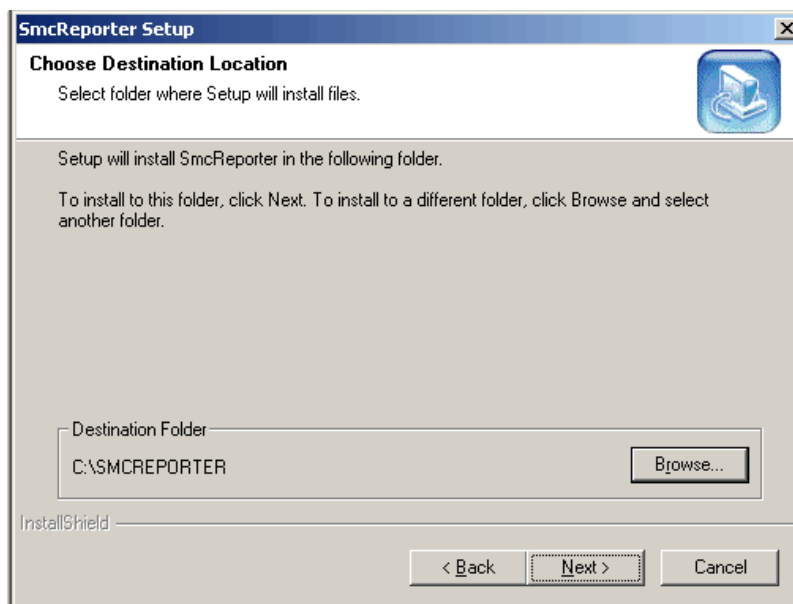 SmcReporter Setup
Choose Destination Location
Select folder where Setup will install files.
Setup will install SmcReporter in the following folder.
To install to this folder, click Next. To install to a different folder, click Browse and select
another folder.
Destination Folder
C:\SMCREPORTER
Browse...
InstallShield
< Back
Next >
Cancel